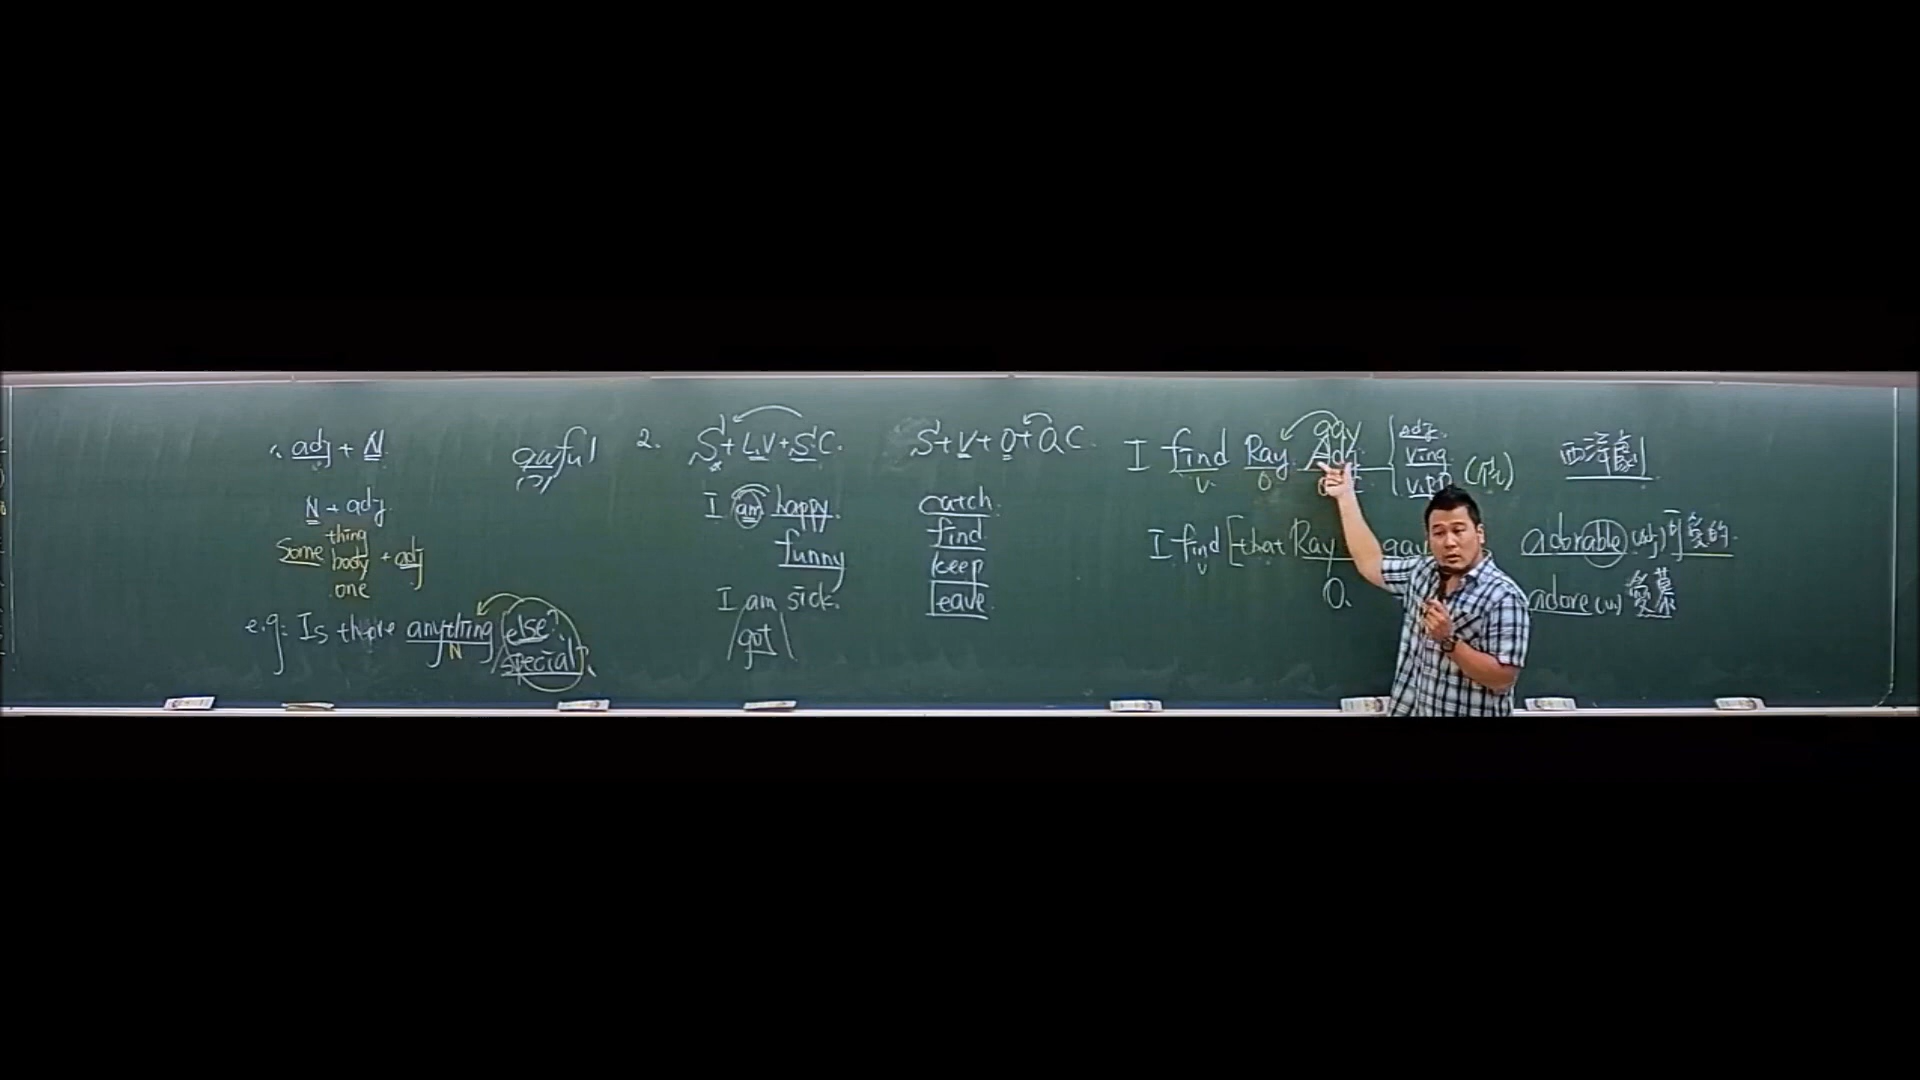 1. adj + N
N + adj.
thing
Some body + adj
one
e.g: Is there anything else?
N special?
awful
2. S + L.V + S.C.
I am happy.
funny
I am sick.
got
S + V + O + O.C.
catch
find
keep
leave
I find Ray Adj.
gay
V. O
Adj.
Ving
V.P.P
I find [that Ray gay
V
O.
西洋劇
adorable (adj) 可愛的.
adore (v.) 愛慕